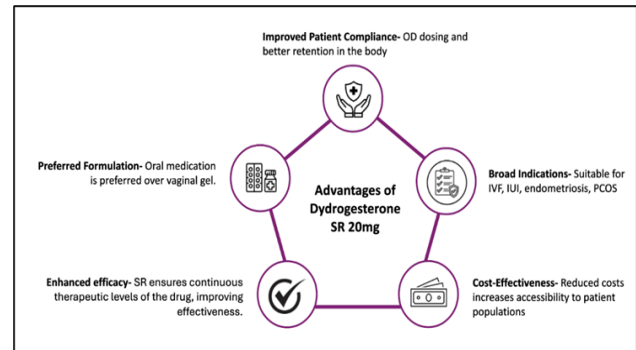 Improved Patient Compliance- OD dosing and
better retention in the body
Preferred Formulation- Oral medication
is preferred over vaginal gel.
Advantages of
Dydrogesterone
SR 20mg
Broad Indications- Suitable for
IVF, IUI, endometriosis, PCOS
Enhanced efficacy- SR ensures continuous
therapeutic levels of the drug, improving
effectiveness.
Cost-Effectiveness- Reduced costs
increases accessibility to patient
populations